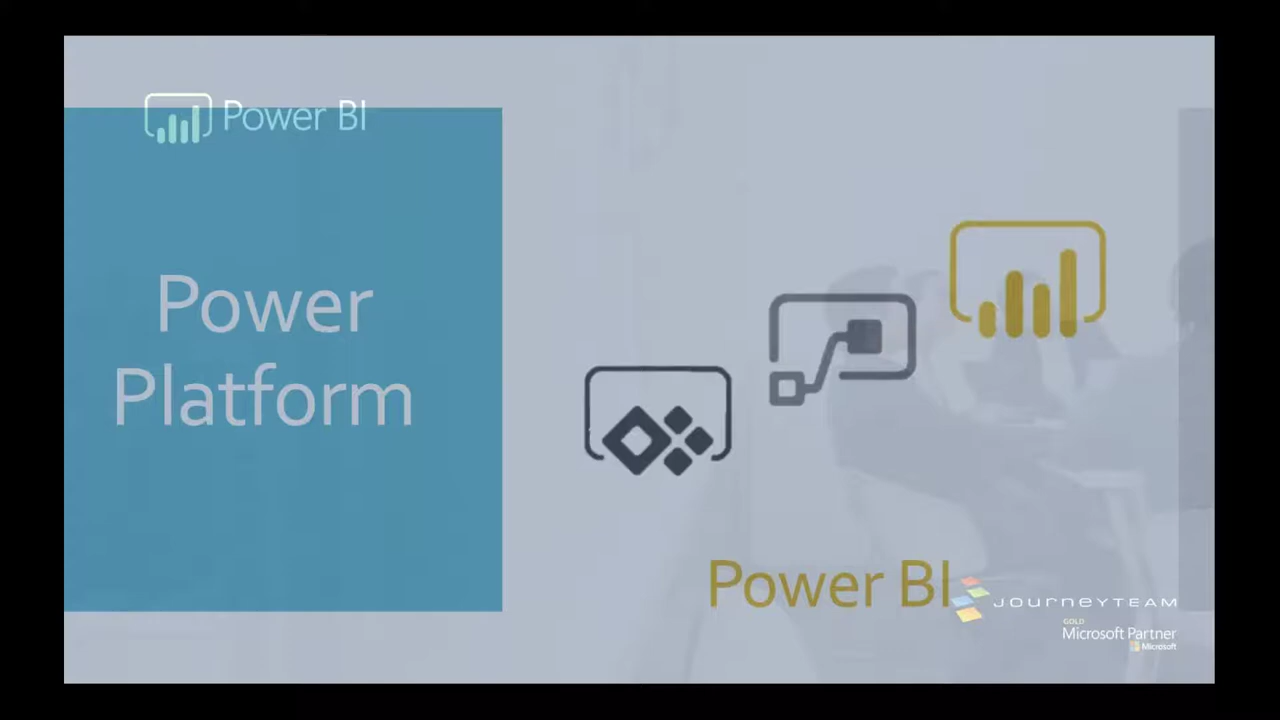 Power BI
Power
Platform
Power BI
JOURNEYTEAM
GOLD
Microsoft Partner
Microsoft